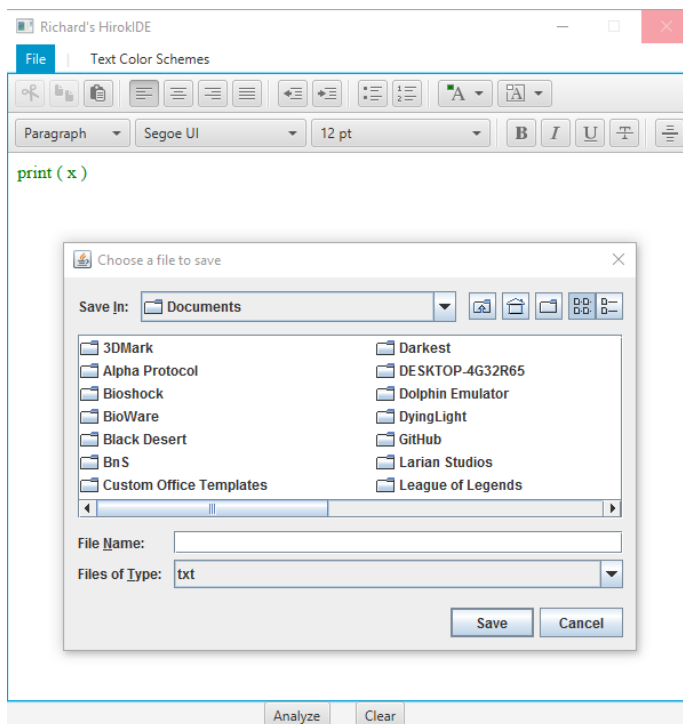 Richard's HirokIDE
File Text Color Schemes
A A
Paragraph Segoe UI 12 pt B I U T
print ( x )
Choose a file to save
Save In: Documents
3DMark Darkest
Alpha Protocol DESKTOP-4G32R65
Bioshock Dolphin Emulator
BioWare DyingLight
Black Desert GitHub
BnS Larian Studios
Custom Office Templates League of Legends
File Name:
Files of Type: txt
Save Cancel
Analyze Clear